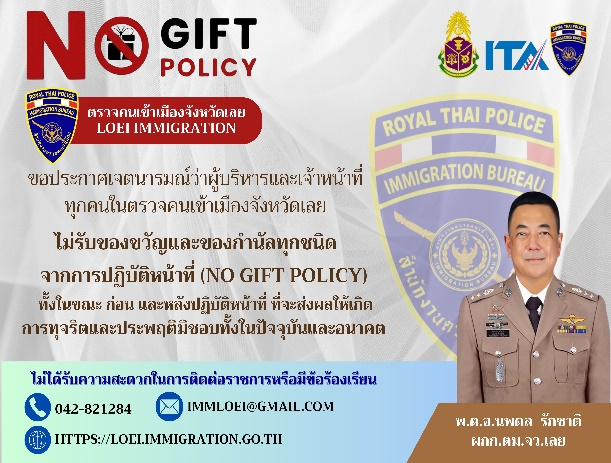 NO GIFT
POLICY
ITA
ROYAL THAI POLICE
IMMIGRATION BUREAU
ตรวจคนเข้าเมืองจังหวัดเลย
LOEI IMMIGRATION
ROYAL THAI POLICE
IMMIGRATION BUREAU
ขอประกาศเจตนารมณ์ว่าผู้บริหารและเจ้าหน้าที่
ทุกคนในตรวจคนเข้าเมืองจังหวัดเลย
ไม่รับของขวัญและของกำนัลทุกชนิด
จากการปฏิบัติหน้าที่ (NO GIFT POLICY)
ทั้งในขณะ ก่อน และหลังปฏิบัติหน้าที่ ที่จะส่งผลให้เกิด
การทุจริตและประพฤติมิชอบทั้งในปัจจุบันและอนาคต
ไม่ได้รับความสะดวกในการติดต่อราชการหรือมีข้อร้องเรียน
042-821284
IMMLOEI@GMAIL.COM
HTTPS://LOEI.IMMIGRATION.GO.TH
พ.ต.อ.นพดล รักชาติ
ผกก.ตม.จว.เลย